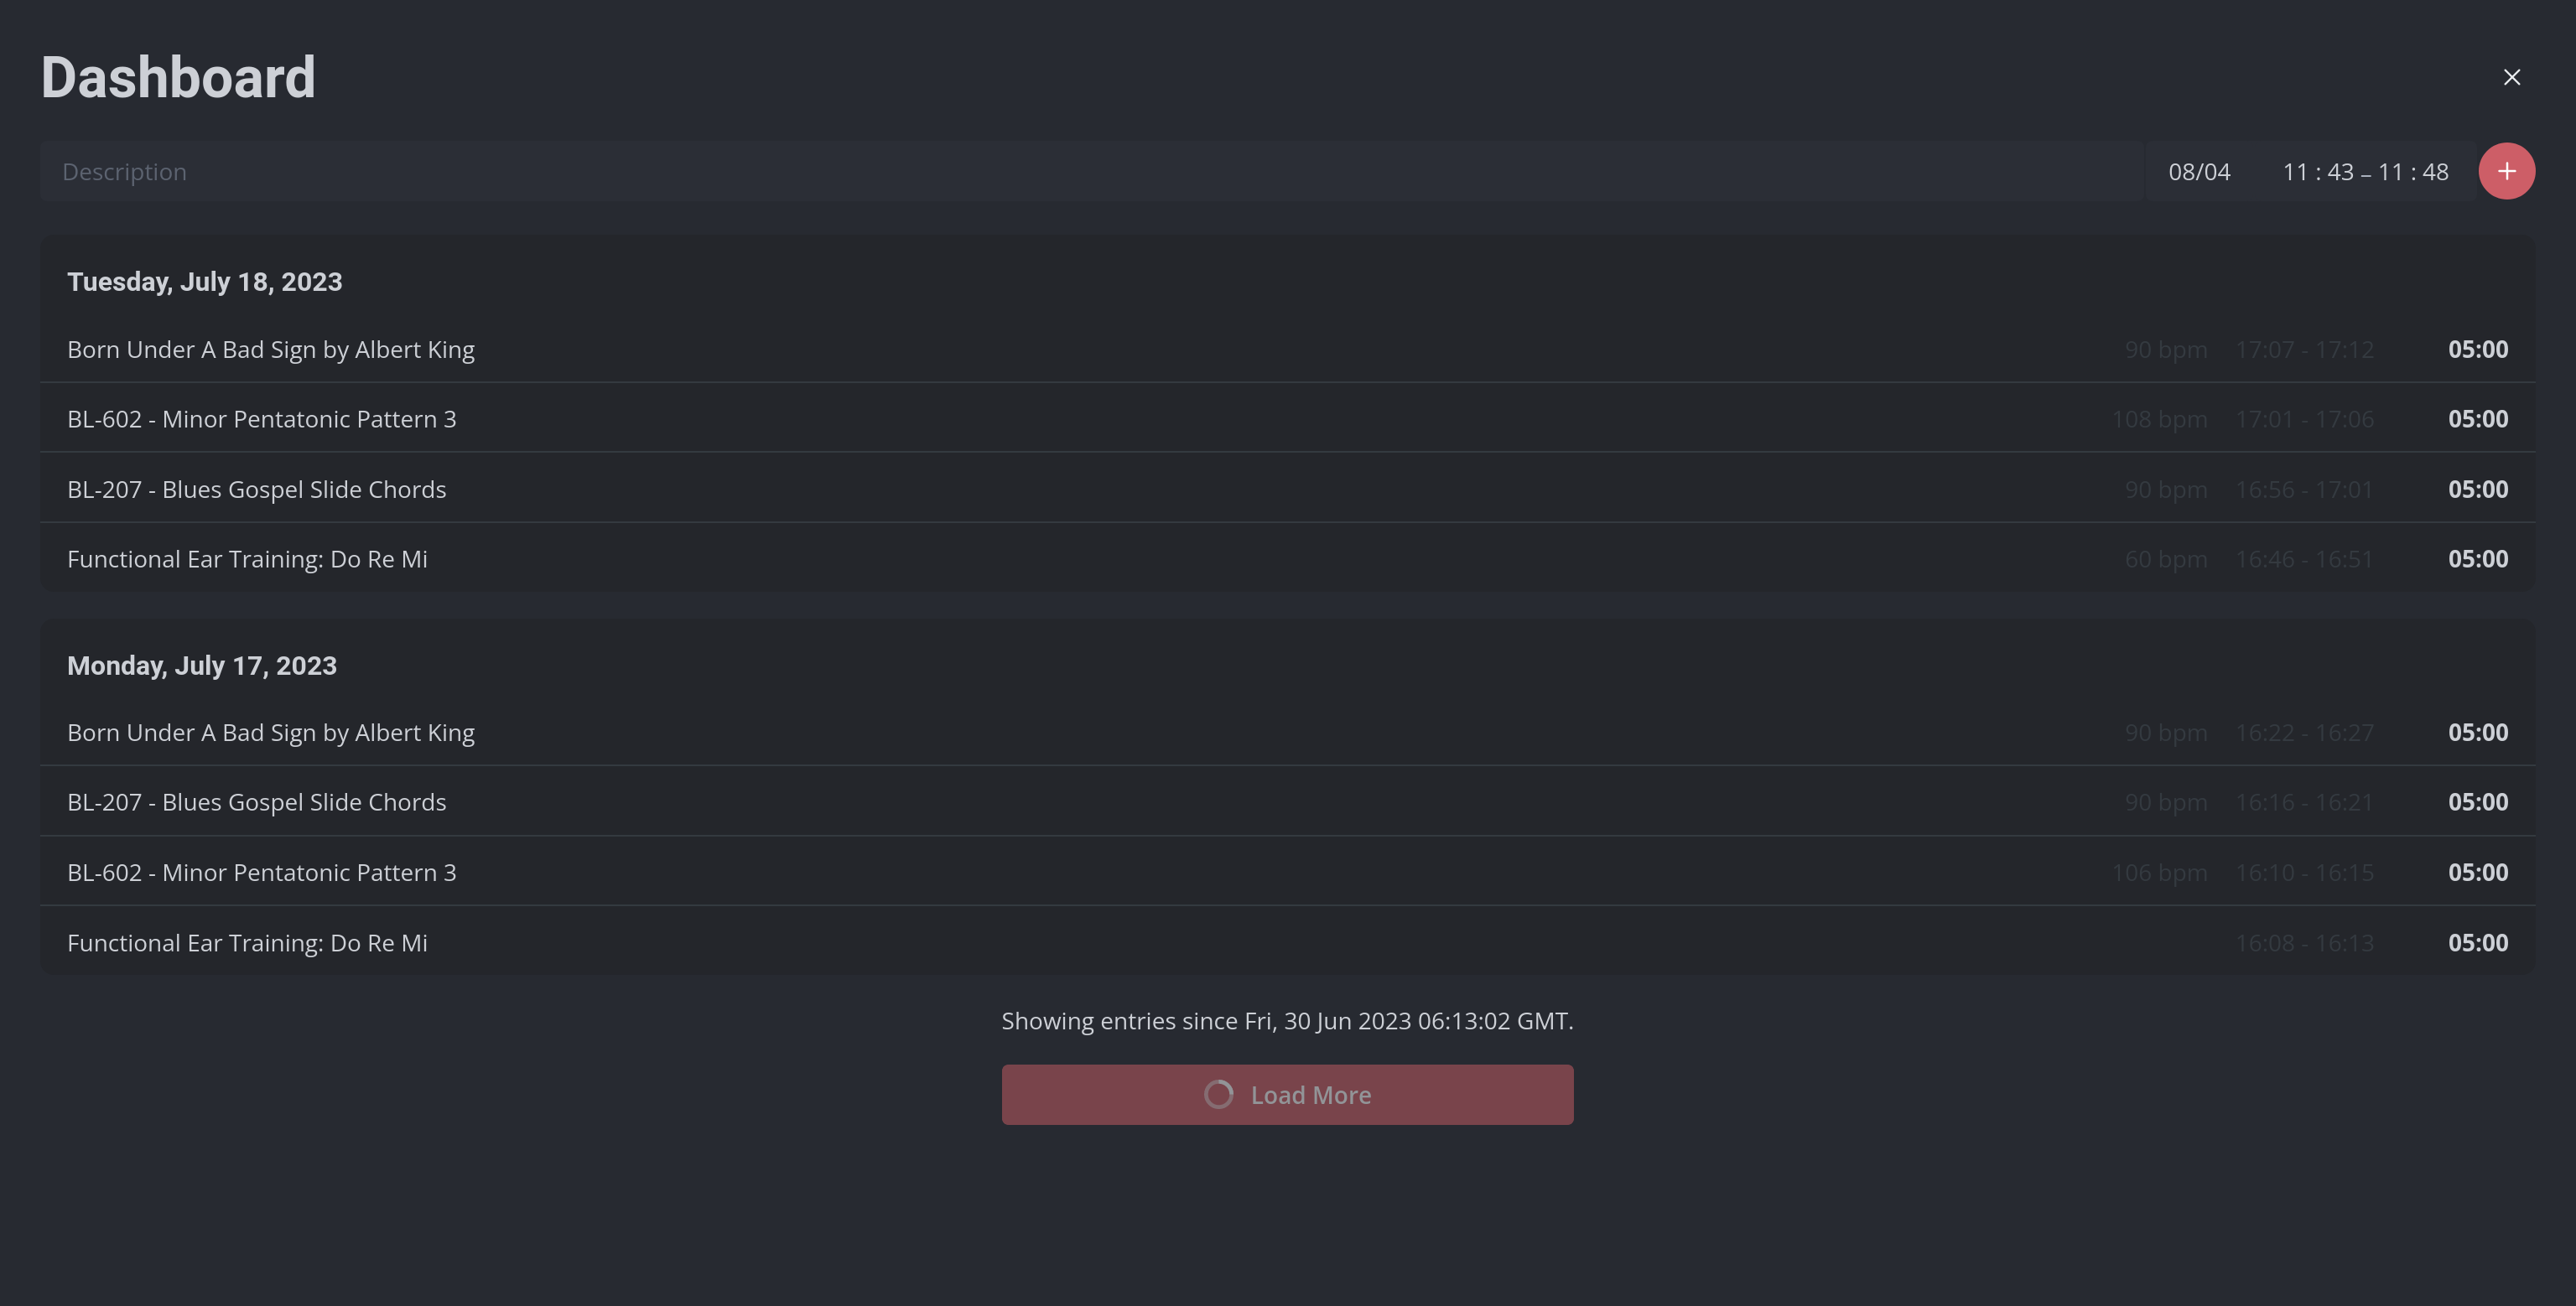 Dashboard
Description 08/04 11 : 43 – 11 : 48
Tuesday, July 18, 2023
Born Under A Bad Sign by Albert King 90 bpm 17:07 - 17:12 05:00
BL-602 - Minor Pentatonic Pattern 3 108 bpm 17:01 - 17:06 05:00
BL-207 - Blues Gospel Slide Chords 90 bpm 16:56 - 17:01 05:00
Functional Ear Training: Do Re Mi 60 bpm 16:46 - 16:51 05:00
Monday, July 17, 2023
Born Under A Bad Sign by Albert King 90 bpm 16:22 - 16:27 05:00
BL-207 - Blues Gospel Slide Chords 90 bpm 16:16 - 16:21 05:00
BL-602 - Minor Pentatonic Pattern 3 106 bpm 16:10 - 16:15 05:00
Functional Ear Training: Do Re Mi 16:08 - 16:13 05:00
Showing entries since Fri, 30 Jun 2023 06:13:02 GMT.
Load More